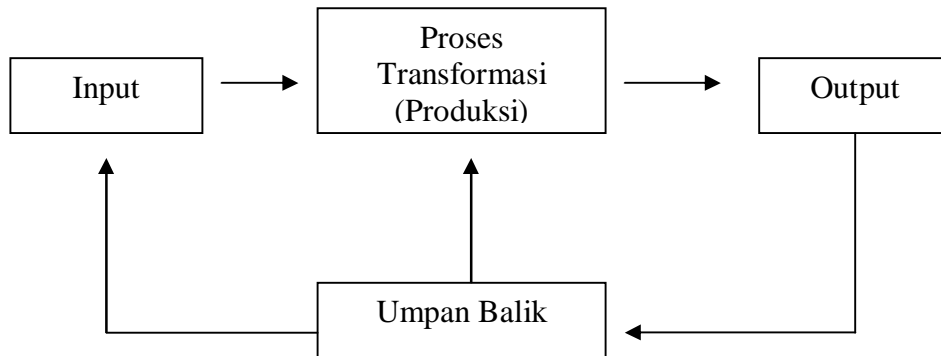 Input
Proses
Transformasi
(Produksi)
Output
Umpan Balik